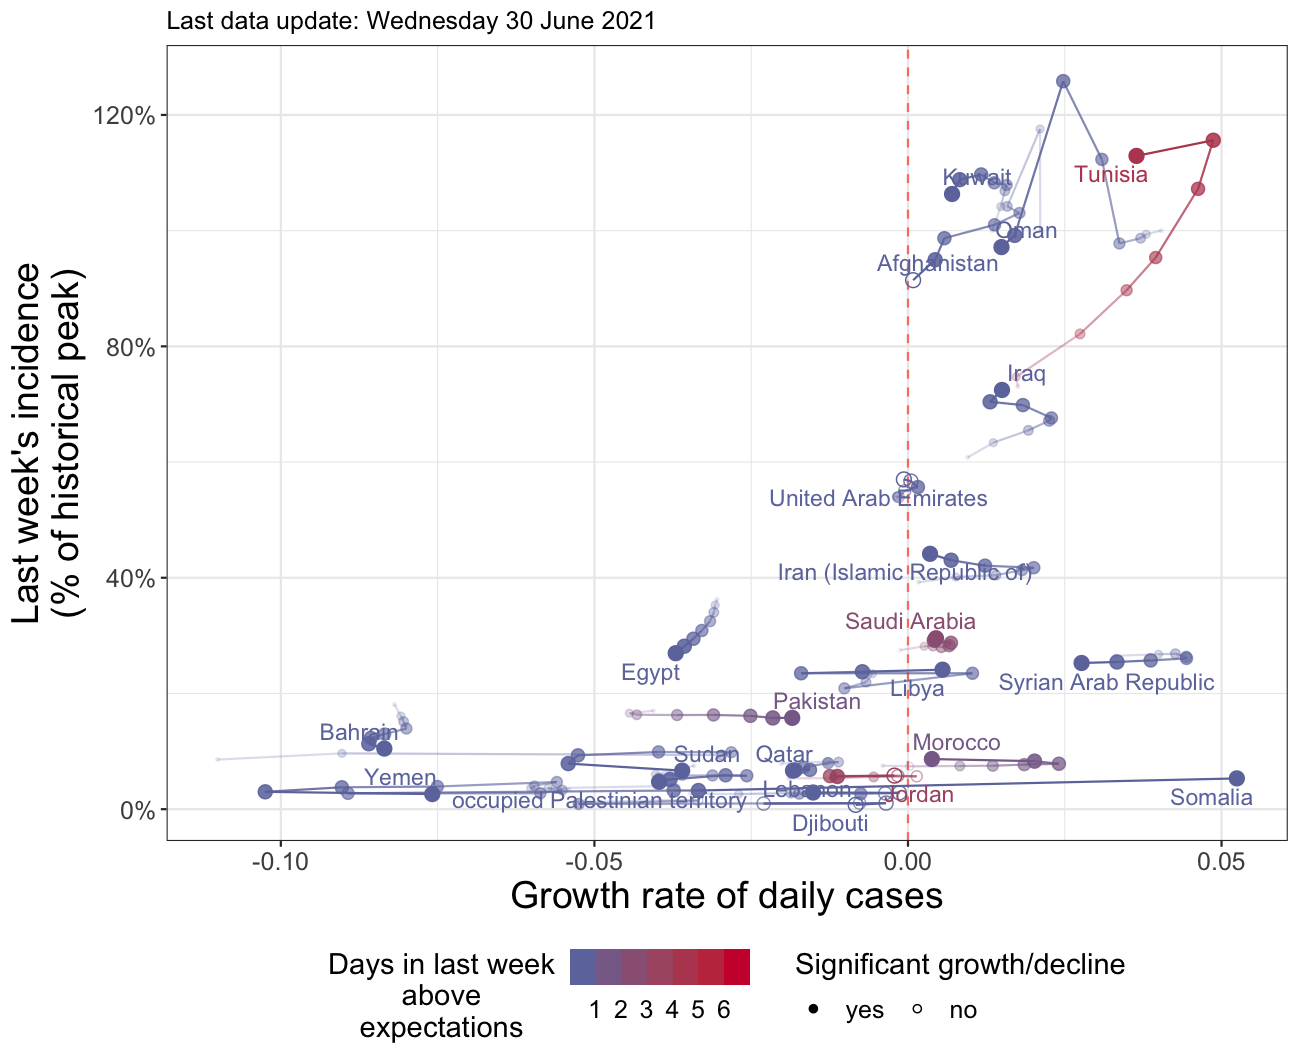 Last data update: Wednesday 30 June 2021
Last week's incidence
(% of historical peak)
120%
80%
40%
0%
Kuwait
Tunisia
Oman
Afghanistan
Iraq
United Arab Emirates
Iran (Islamic Republic of)
Saudi Arabia
Egypt
Libya
Syrian Arab Republic
Pakistan
Bahrain
Morocco
Sudan
Qatar
Yemen
Lebanon
Jordan
occupied Palestinian territory
Somalia
Djibouti
-0.10
-0.05
0.00
0.05
Growth rate of daily cases
Days in last week
above
expectations
1 2 3 4 5 6
Significant growth/decline
yes
no